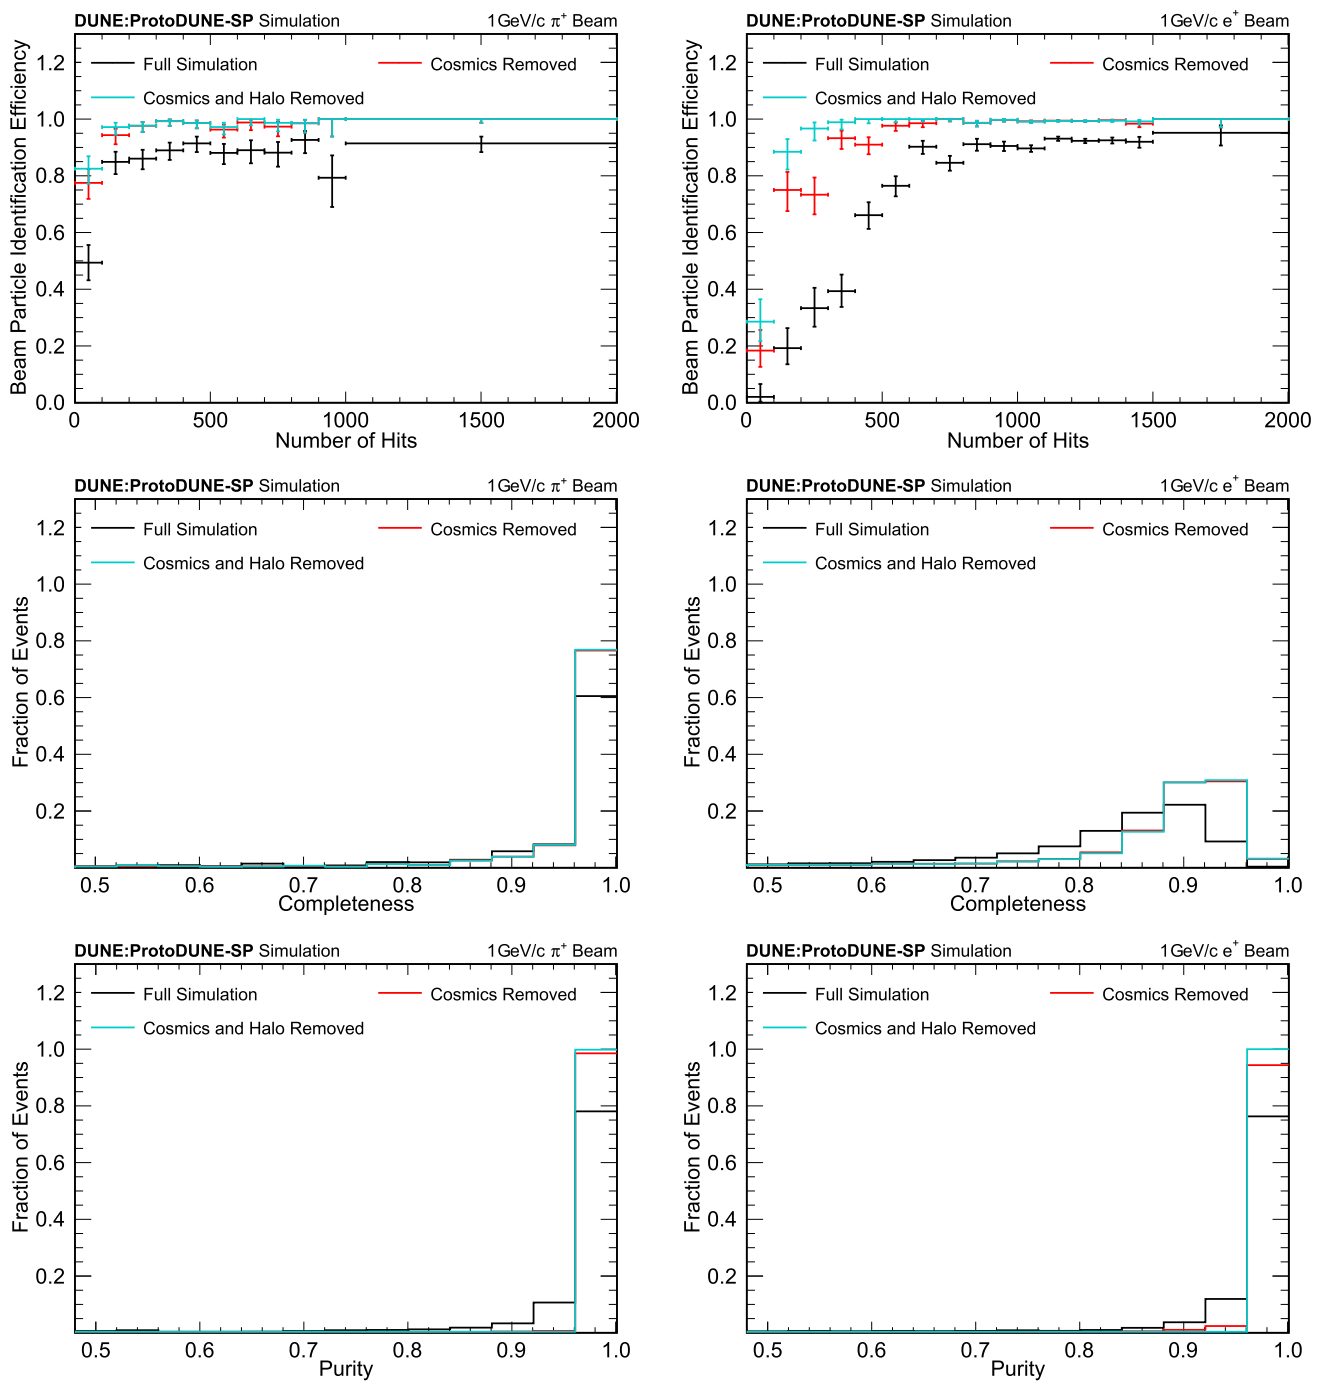 DUNE:ProtoDUNE-SP Simulation 1GeV/c π+ Beam
Full Simulation Cosmics Removed
Cosmics and Halo Removed
Beam Particle Identification Efficiency
1.2
1.0
0.8
0.6
0.4
0.2
0.0
0 500 1000 1500 2000
Number of Hits
DUNE:ProtoDUNE-SP Simulation 1GeV/c e+ Beam
Full Simulation Cosmics Removed
Cosmics and Halo Removed
Beam Particle Identification Efficiency
1.2
1.0
0.8
0.6
0.4
0.2
0.0
0 500 1000 1500 2000
Number of Hits
DUNE:ProtoDUNE-SP Simulation 1GeV/c π+ Beam
Full Simulation Cosmics Removed
Cosmics and Halo Removed
Fraction of Events
1.2
1.0
0.8
0.6
0.4
0.2
0.5 0.6 0.7 0.8 0.9 1.0
Completeness
DUNE:ProtoDUNE-SP Simulation 1GeV/c e+ Beam
Full Simulation Cosmics Removed
Cosmics and Halo Removed
Fraction of Events
1.2
1.0
0.8
0.6
0.4
0.2
0.5 0.6 0.7 0.8 0.9 1.0
Completeness
DUNE:ProtoDUNE-SP Simulation 1GeV/c π+ Beam
Full Simulation Cosmics Removed
Cosmics and Halo Removed
Fraction of Events
1.2
1.0
0.8
0.6
0.4
0.2
0.5 0.6 0.7 0.8 0.9 1.0
Purity
DUNE:ProtoDUNE-SP Simulation 1GeV/c e+ Beam
Full Simulation Cosmics Removed
Cosmics and Halo Removed
Fraction of Events
1.2
1.0
0.8
0.6
0.4
0.2
0.5 0.6 0.7 0.8 0.9 1.0
Purity